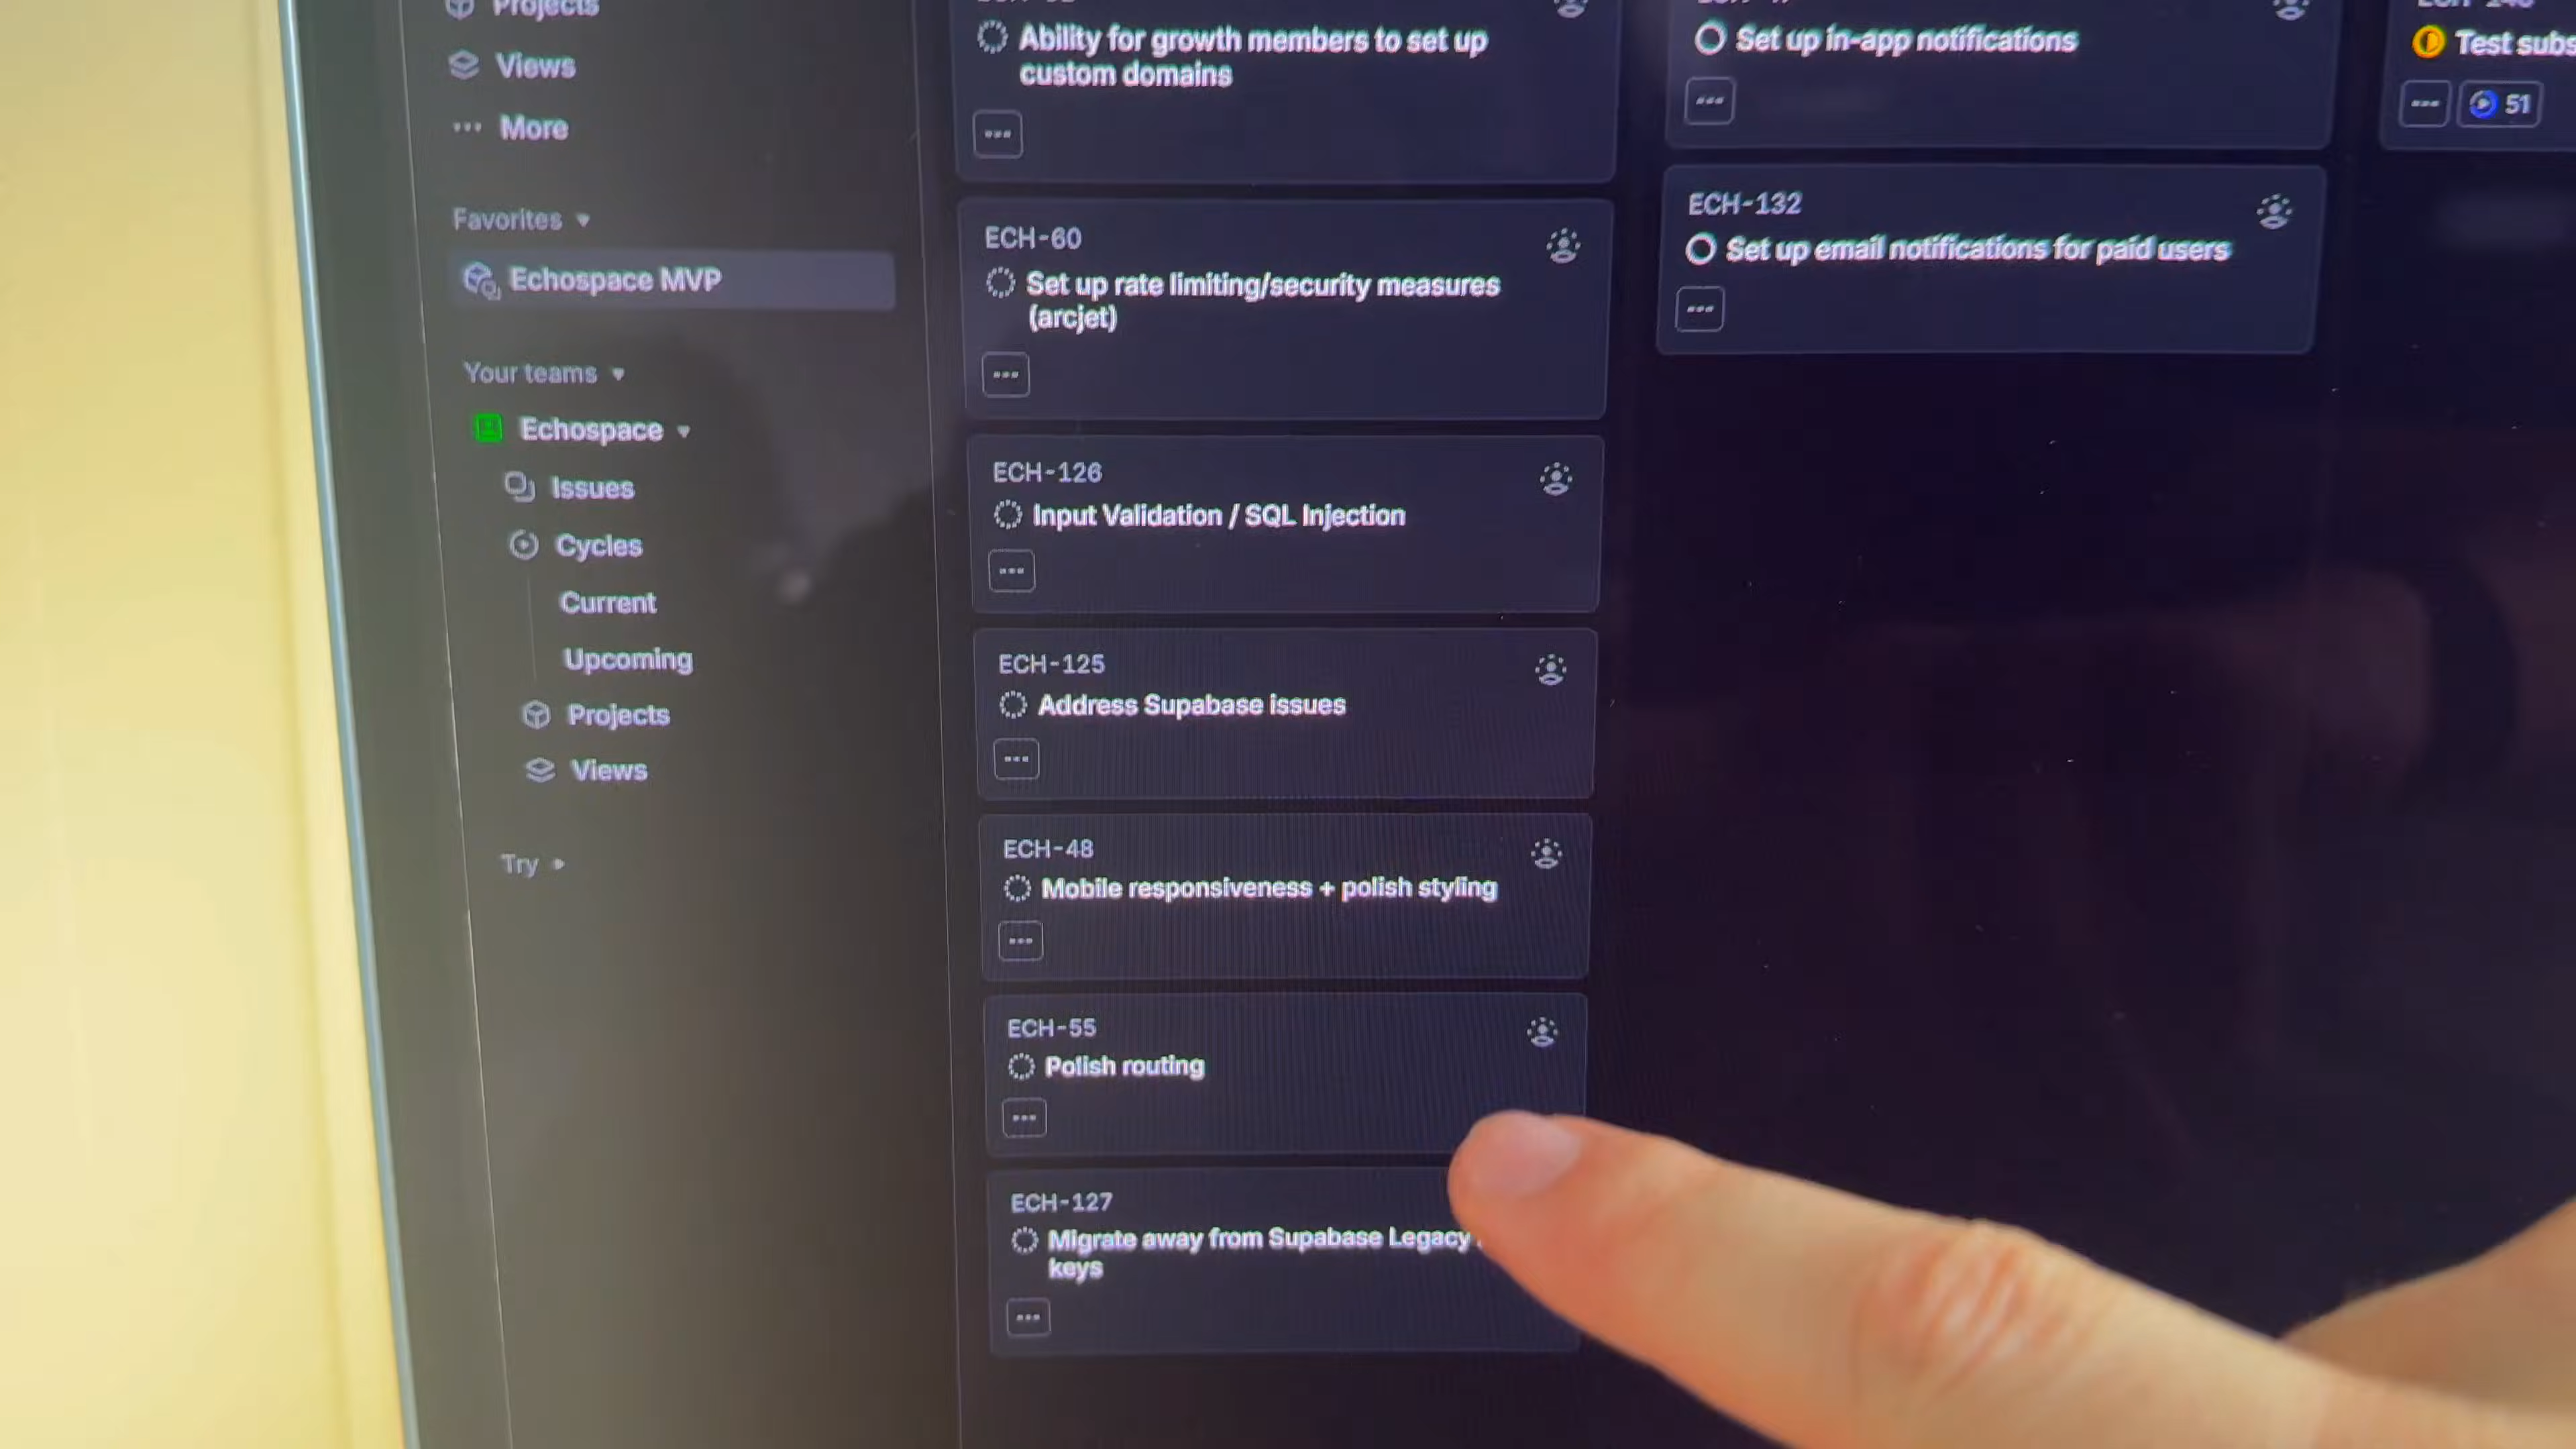 Projects
Views
More
Favorites
Echospace MVP
Your teams
Echospace
Issues
Cycles
Current
Upcoming
Projects
Views
Try
Ability for growth members to set up
custom domains
ECH-60
Set up rate limiting/security measures
(arcjet)
ECH-126
Input Validation / SQL Injection
ECH-125
Address Supabase issues
ECH-48
Mobile responsiveness + polish styling
ECH-55
Polish routing
ECH-127
Migrate away from Supabase Legacy
keys
Set up in-app notifications
ECH-132
Set up email notifications for paid users
Test subs
51